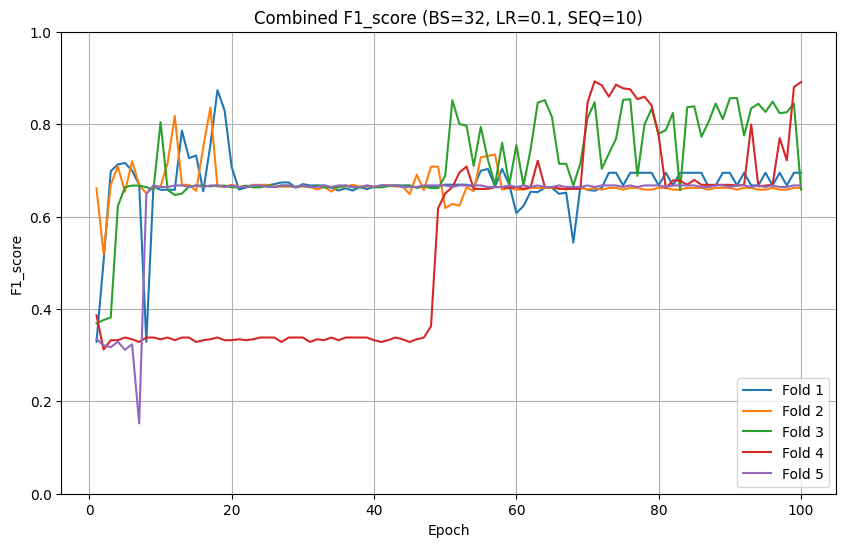 Combined F1_score (BS=32, LR=0.1, SEQ=10)
F1_score
1.0
0.8
0.6
0.4
0.2
0.0
0 20 40 60 80 100
Epoch
Fold 1
Fold 2
Fold 3
Fold 4
Fold 5